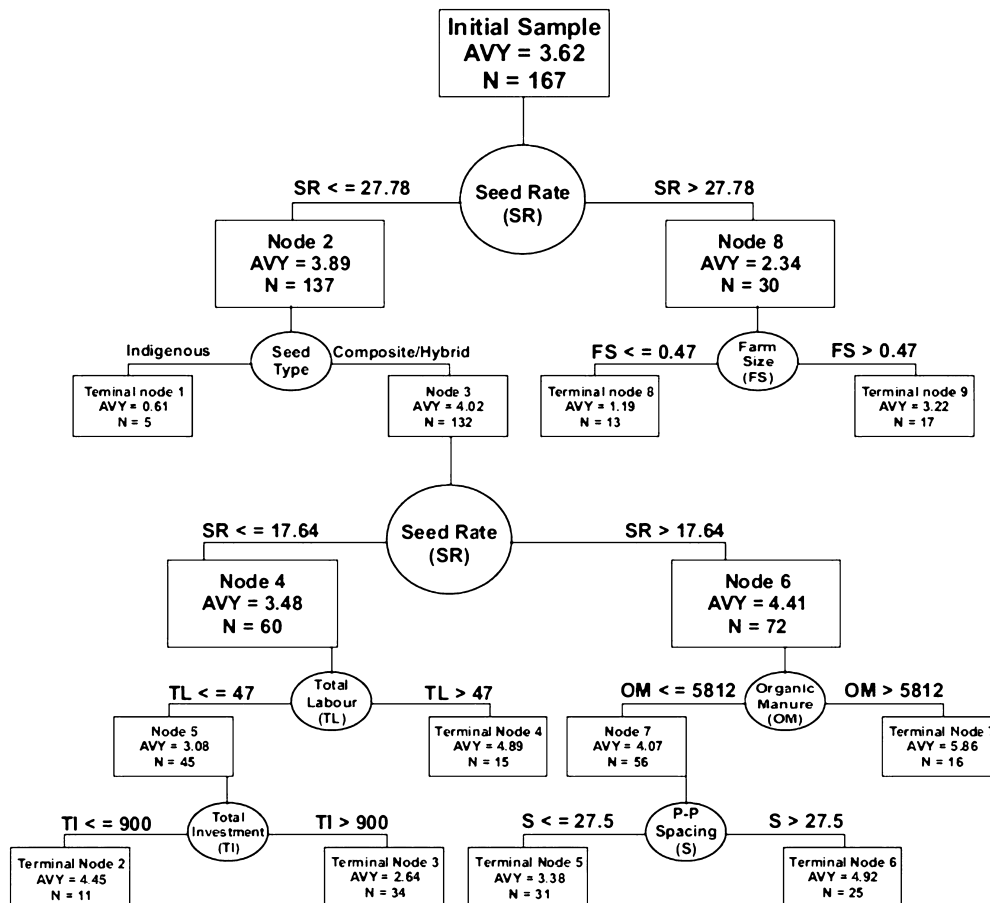 Initial Sample
AVY = 3.62
N = 167
SR <= 27.78
Seed Rate
(SR)
SR > 27.78
Node 2
AVY = 3.89
N = 137
Node 8
AVY = 2.34
N = 30
Indigenous
Seed
Type
Composite/Hybrid
FS <= 0.47
Farm
Size
(FS)
FS > 0.47
Teminal node 1
AVY = 0.61
N = 5
Node 3
AVY = 4.02
N = 132
Terminal node 8
AVY = 1.19
N = 13
Terminal node 9
AVY = 3.22
N = 17
SR <= 17.64
Seed Rate
(SR)
SR > 17.64
Node 4
AVY = 3.48
N = 60
Node 6
AVY = 4.41
N = 72
TL <= 47
Total
Labour
(TL)
TL > 47
OM <= 5812
Organic
Manure
(OM)
OM > 5812
Node 5
AVY = 3.08
N = 45
Terminal Node 4
AVY = 4.89
N = 15
Node 7
AVY = 4.07
N = 56
Terminal Node 7
AVY = 5.86
N = 16
TI <= 900
Total
Investment
(TI)
TI > 900
S <= 27.5
P-P
Spacing
(S)
S > 27.5
Terminal Node 2
AVY = 4.45
N = 11
Terminal Node 3
AVY = 2.64
N = 34
Terminal Node 5
AVY = 3.38
N = 31
Terminal Node 6
AVY = 4.92
N = 25